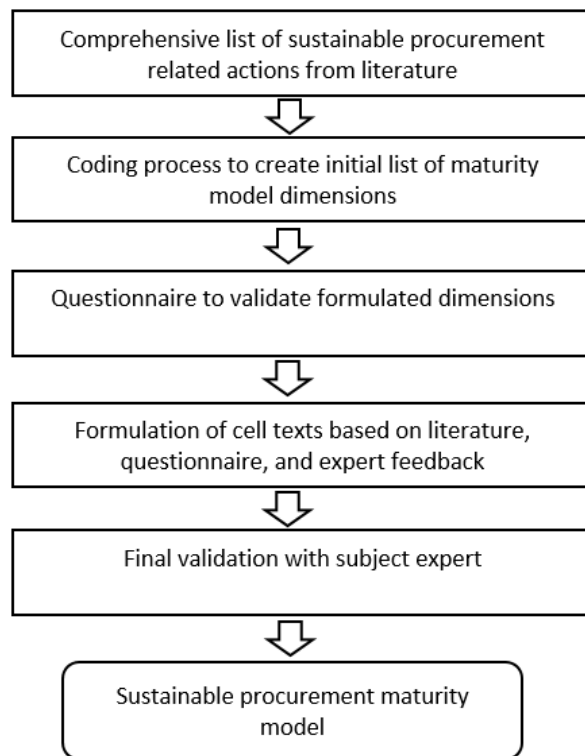 Comprehensive list of sustainable procurement
related actions from literature
Coding process to create initial list of maturity
model dimensions
Questionnaire to validate formulated dimensions
Formulation of cell texts based on literature,
questionnaire, and expert feedback
Final validation with subject expert
Sustainable procurement maturity
model